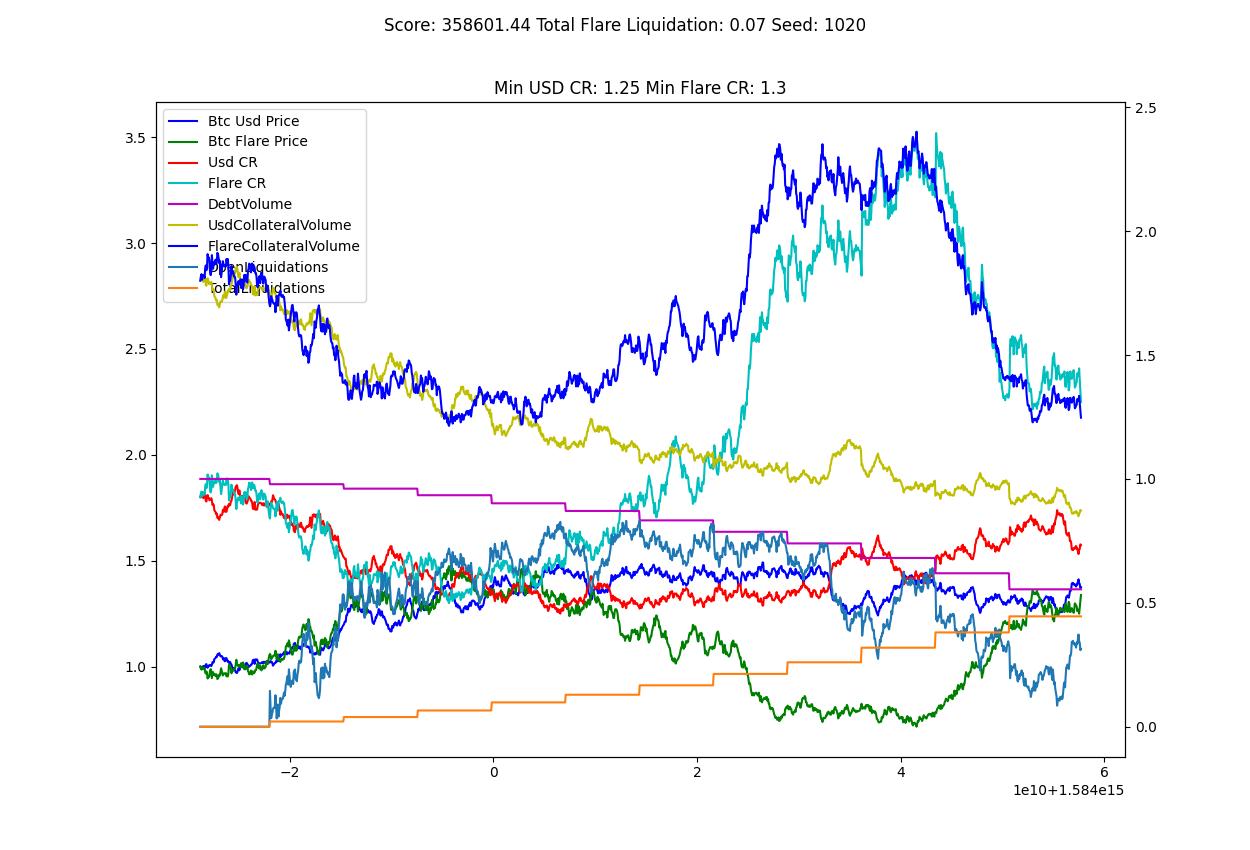 Score: 358601.44 Total Flare Liquidation: 0.07 Seed: 1020
Min USD CR: 1.25 Min Flare CR: 1.3
Btc Usd Price
Btc Flare Price
Usd CR
Flare CR
DebtVolume
UsdCollateralVolume
FlareCollateralVolume
OpenLiquidations
TotalLiquidations
3.5
3.0
2.5
2.0
1.5
1.0
2.5
2.0
1.5
1.0
0.5
0.0
−2
0
2
4
6
1e10+1.584e15